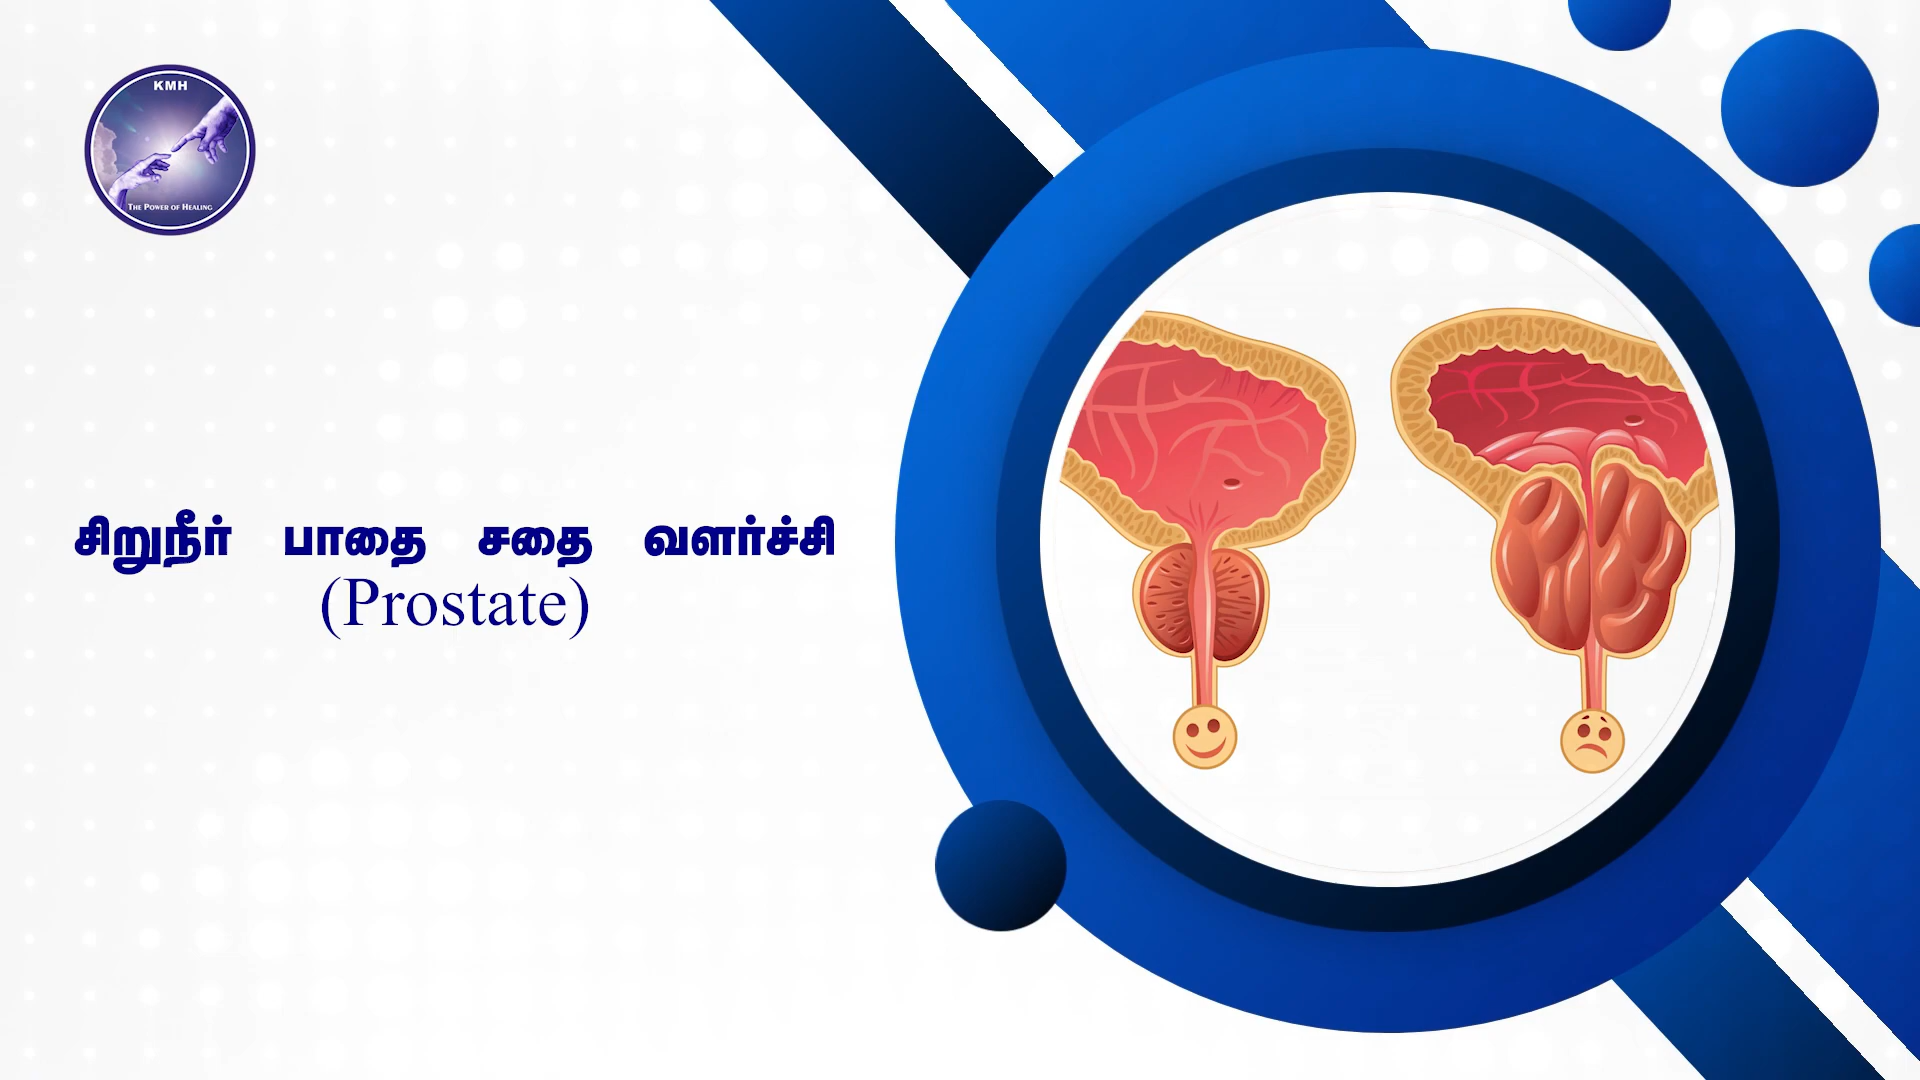 KMH
THE POWER OF HEALING
சிறுநீர் பாதை சதை வளர்ச்சி
(Prostate)